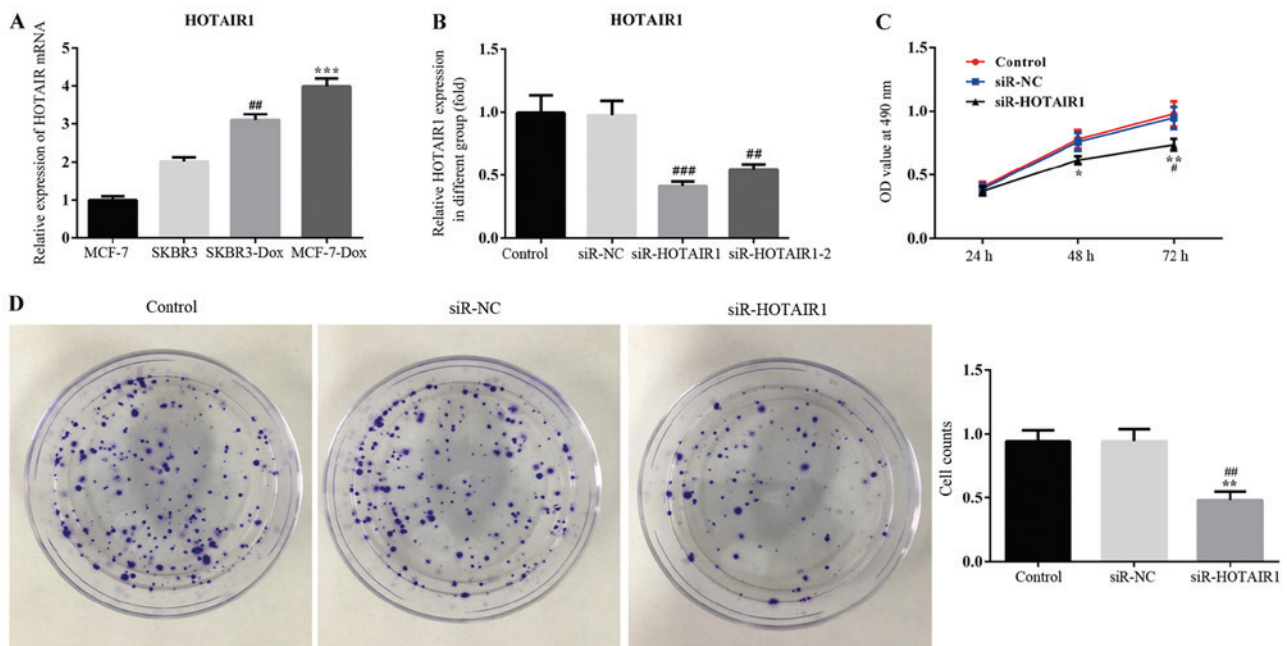 A
HOTAIR1
Relative expression of HOTAIR mRNA
5
4
3
2
1
0
##
***
MCF-7 SKBR3 SKBR3-Dox MCF-7-Dox
B
HOTAIR1
Relative HOTAIR1 expression
in different group (fold)
1.5
1.0
0.5
0.0
###
##
Control siR-NC siR-HOTAIR1 siR-HOTAIR1-2
C
OD value at 490 nm
1.5
1.0
0.5
0.0
Control
siR-NC
siR-HOTAIR1
*
**
#
24 h 48 h 72 h
D
Control
siR-NC
siR-HOTAIR1
Cell counts
1.5
1.0
0.5
0.0
##
**
Control siR-NC siR-HOTAIR1